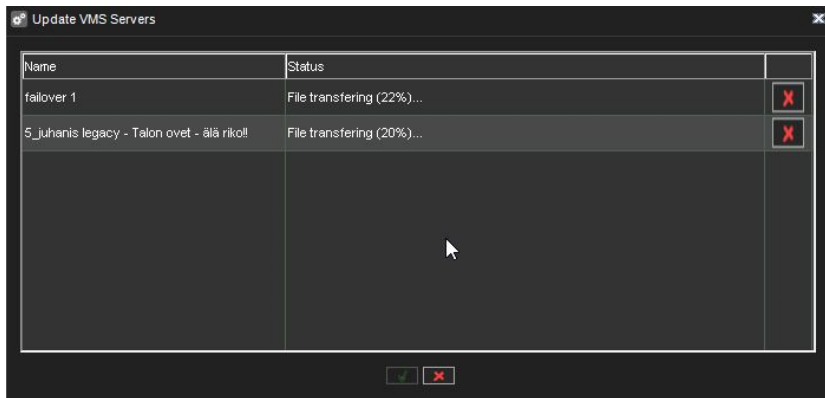 Update VMS Servers
Name Status
failover 1 File transfering (22%)...
5_juhanis legacy - Talon ovet - älä riko!! File transfering (20%)...